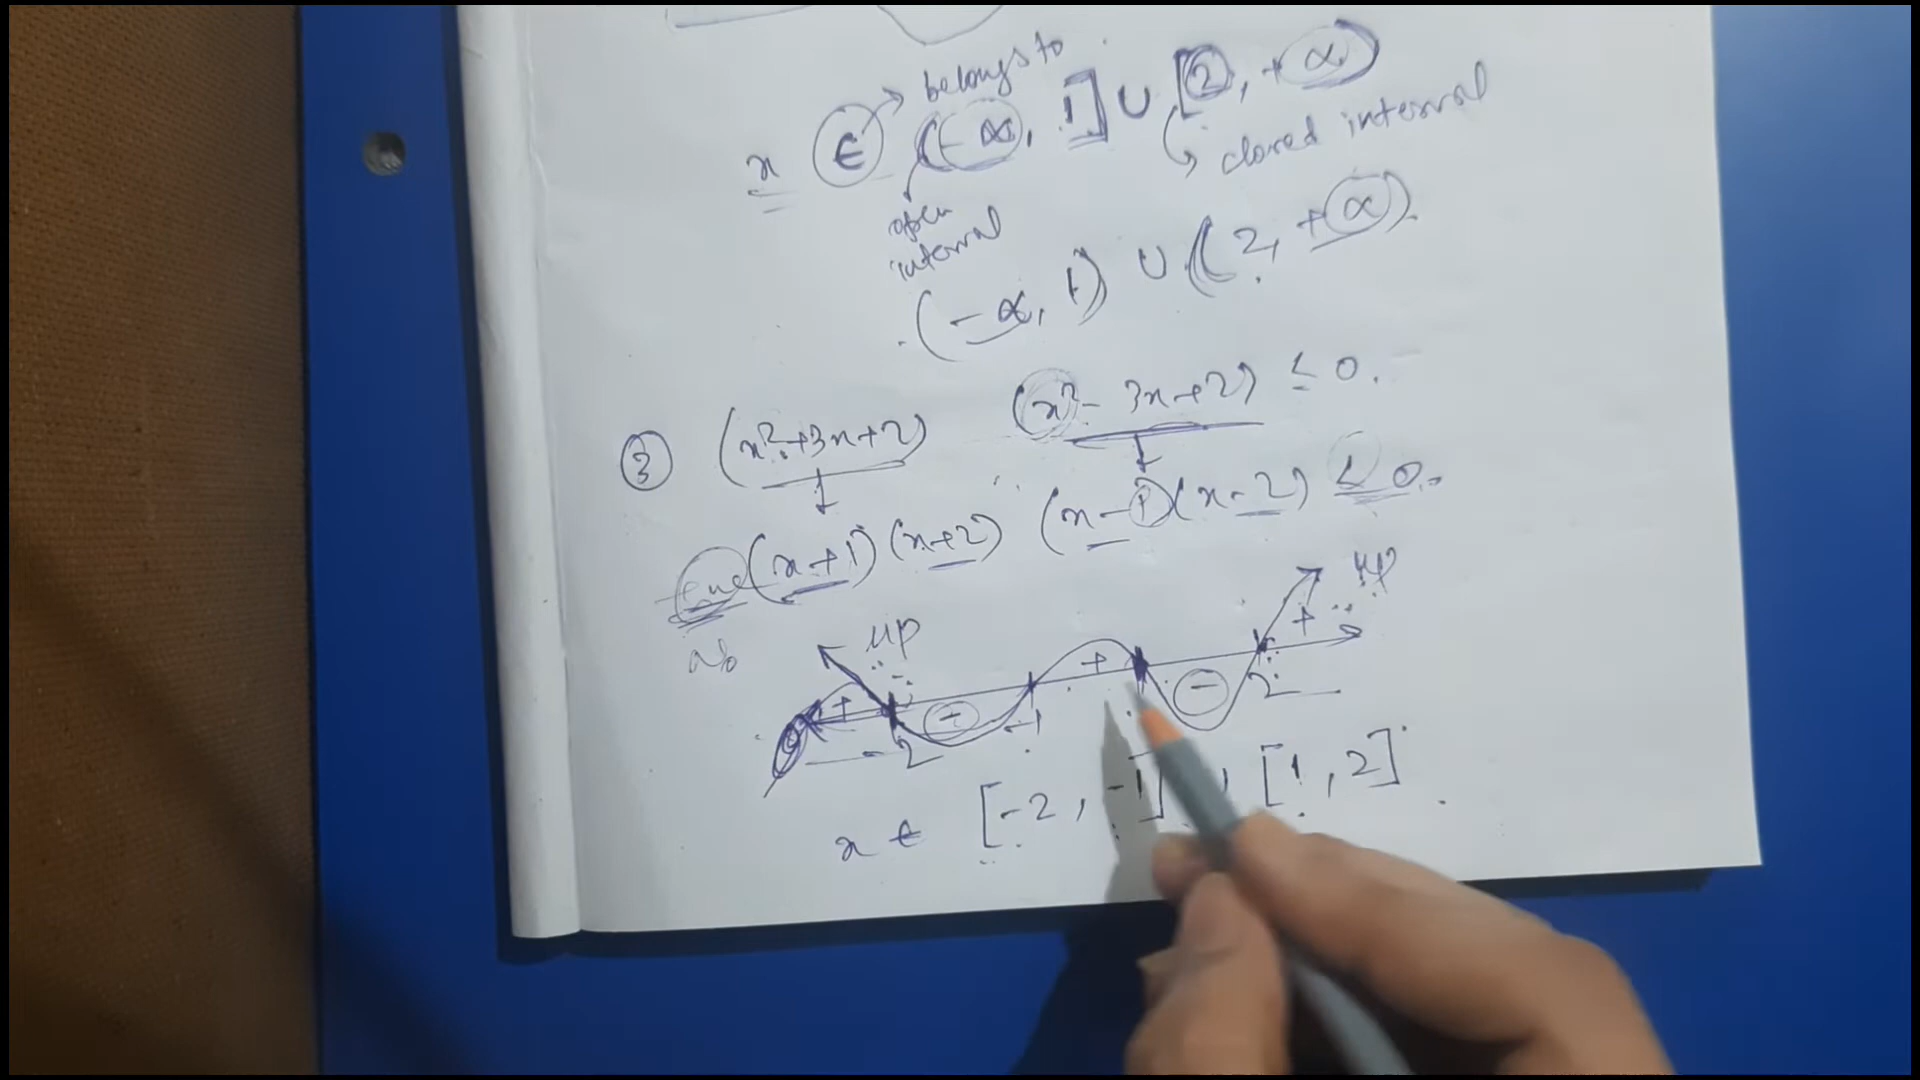 belongs to
x ∈ (-∞, 1] ∪ [2, +∞)
closed interval
open
interval
(-∞, 1) ∪ (2, +∞)
③ (x²+3x+2) (x²-3x+2) ≤ 0.
(x+1)(x+2) (x-1)(x-2) ≤ 0.
up
up
+ - + - +
-2 -1 2
x ∈ [-2, -1] [1, 2]